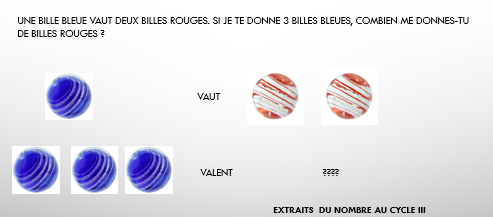 UNE BILLE BLEUE VAUT DEUX BILLES ROUGES. SI JE TE DONNE 3 BILLES BLEUES, COMBIEN ME DONNES-TU
DE BILLES ROUGES ?
VAUT
VALENT ????
EXTRAITS DU NOMBRE AU CYCLE III